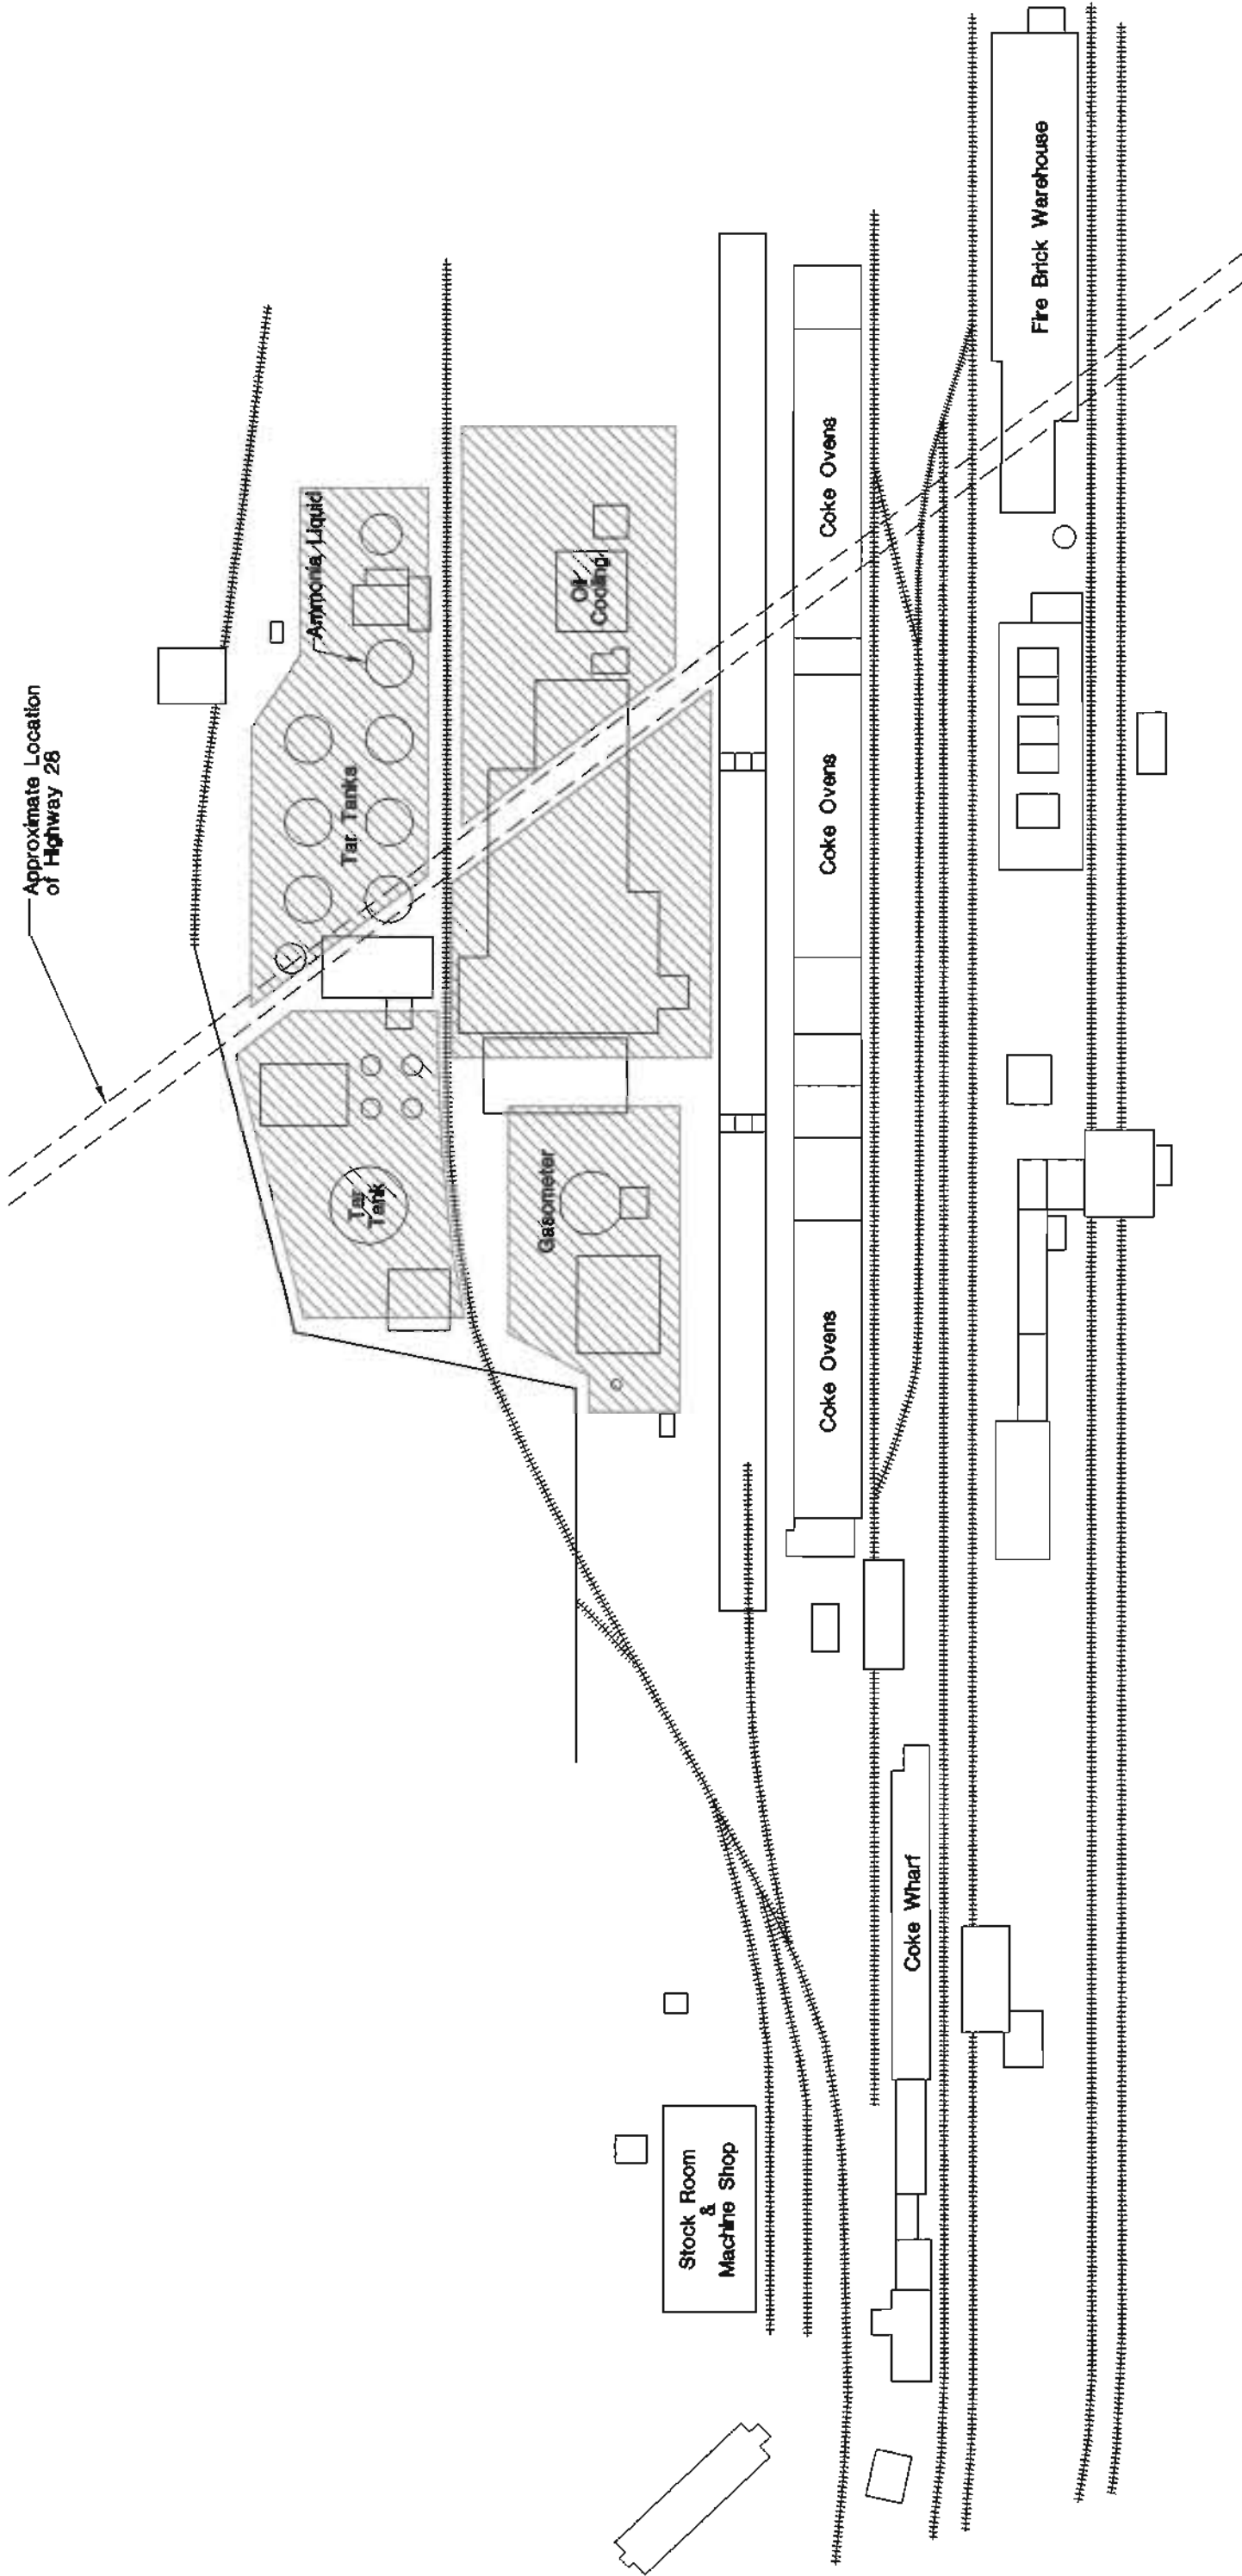 Approximate Location
of Highway 26
Ammonia Liquid
Tar Tanks
Oil
Cooling
Tar
Tank
Gasometer
Coke Ovens
Coke Ovens
Coke Ovens
Fire Brick Warehouse
Coke Wharf
Stock Room
&
Machine Shop